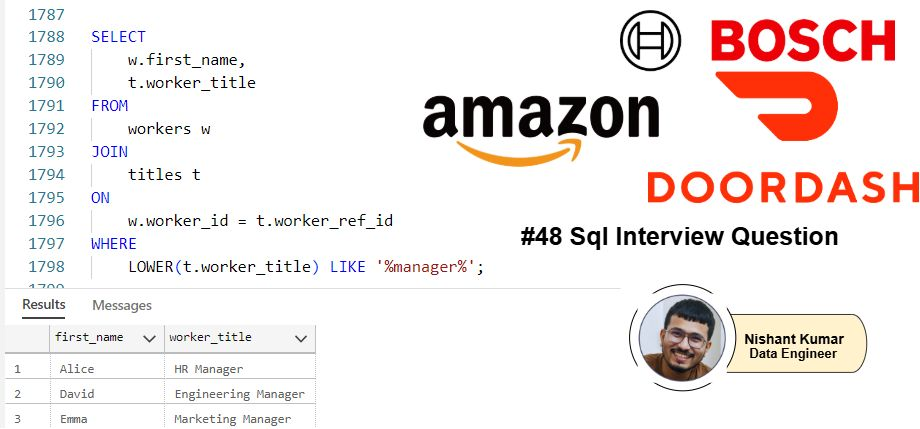 1787
1788 SELECT
1789 w.first_name,
1790 t.worker_title
1791 FROM
1792 workers w
1793 JOIN
1794 titles t
1795 ON
1796 w.worker_id = t.worker_ref_id
1797 WHERE
1798 LOWER(t.worker_title) LIKE '%manager%';
BOSCH
amazon
DOORDASH
#48 Sql Interview Question
Results Messages
first_name worker_title
1 Alice HR Manager
2 David Engineering Manager
3 Emma Marketing Manager
Nishant Kumar
Data Engineer